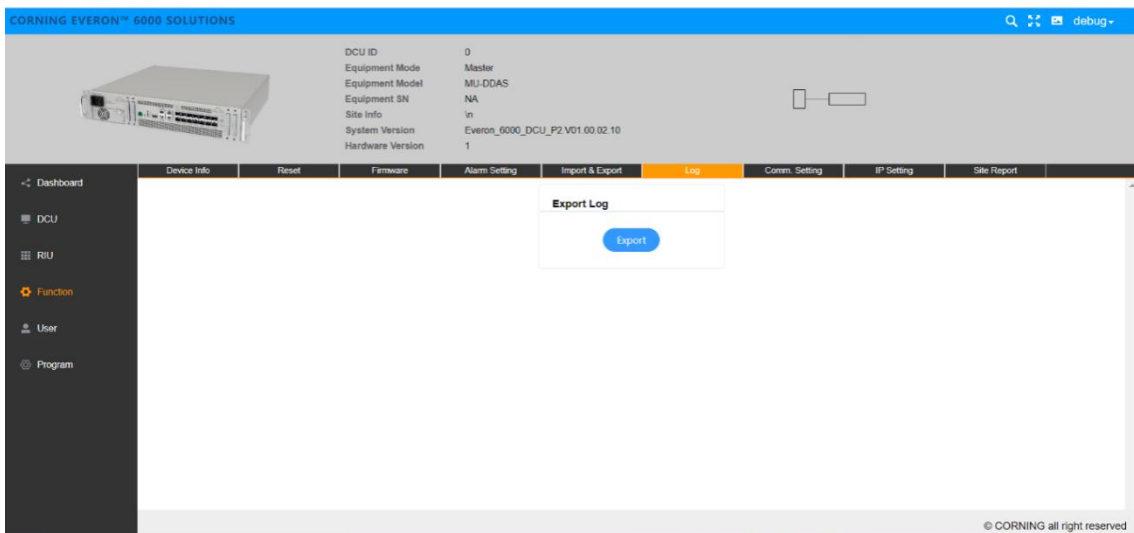 CORNING EVERON™ 6000 SOLUTIONS
debug
DCU ID 0
Equipment Mode Master
Equipment Model MU-DDAS
Equipment SN NA
Site Info \n
System Version Everon_6000_DCU_P2.V01.00.02.10
Hardware Version 1
Device Info Reset Firmware Alarm Setting Import & Export Log Comm. Setting IP Setting Site Report
Dashboard
DCU
RIU
Function
User
Program
Export Log
Export
© CORNING all right reserved